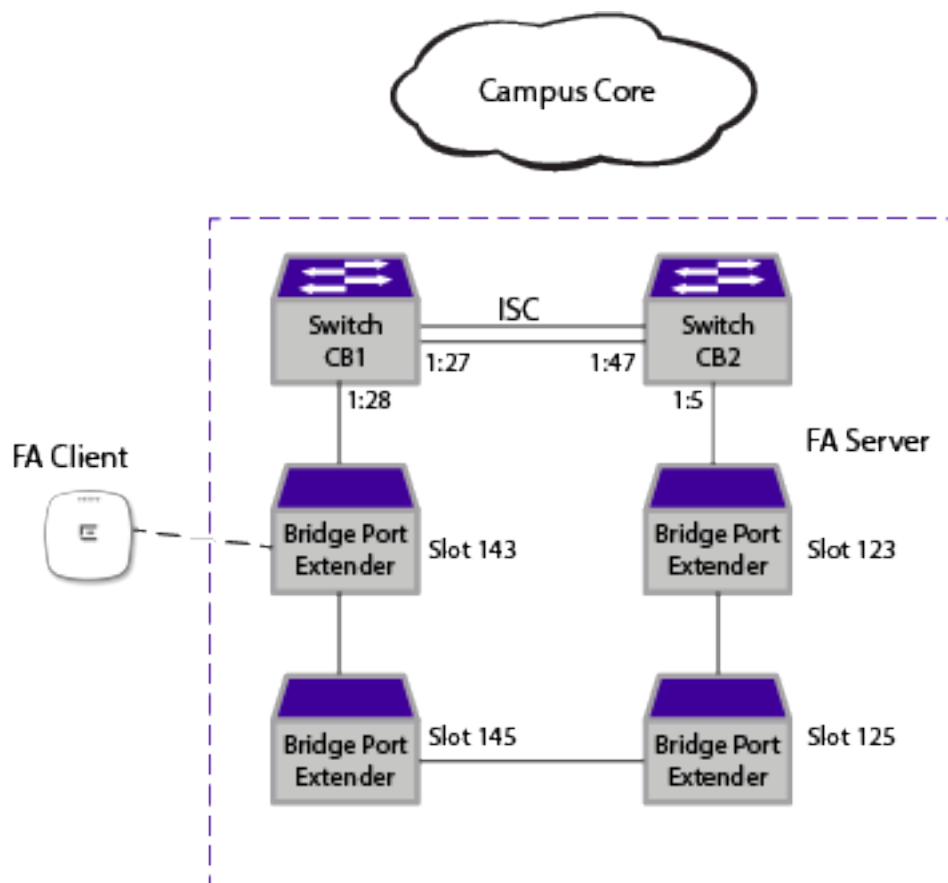 Campus Core
ISC
Switch
CB1
Switch
CB2
1:27
1:47
1:28
1:5
FA Client
FA Server
Bridge Port
Extender
Slot 143
Bridge Port
Extender
Slot 123
Bridge Port
Extender
Slot 145
Bridge Port
Extender
Slot 125